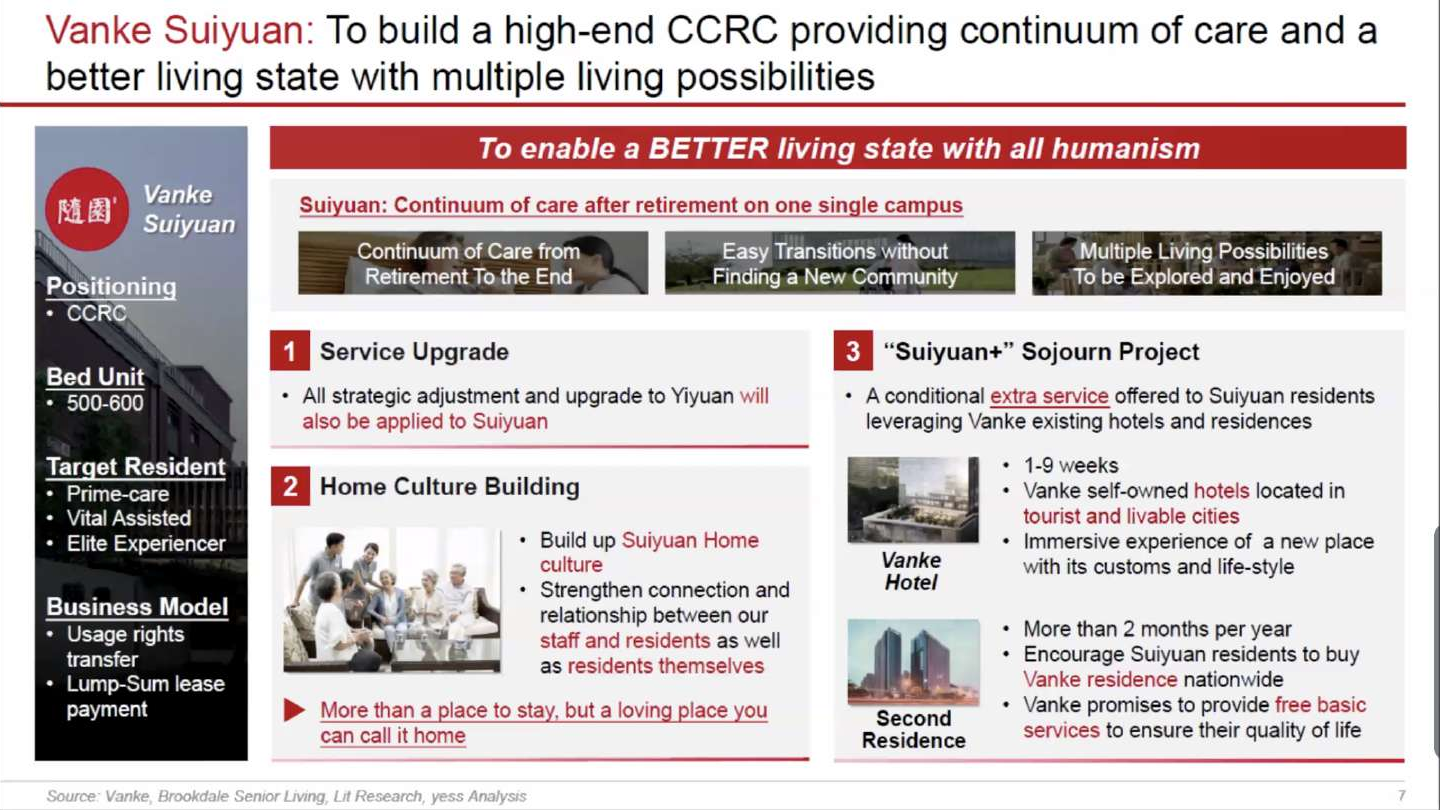 Vanke Suiyuan: To build a high-end CCRC providing continuum of care and a
better living state with multiple living possibilities
隨園
Vanke
Suiyuan
Positioning
• CCRC
Bed Unit
• 500-600
Target Resident
• Prime-care
• Vital Assisted
• Elite Experiencer
Business Model
• Usage rights
transfer
• Lump-Sum lease
payment
To enable a BETTER living state with all humanism
Suiyuan: Continuum of care after retirement on one single campus
Continuum of Care from
Retirement To the End
Easy Transitions without
Finding a New Community
Multiple Living Possibilities
To be Explored and Enjoyed
1 Service Upgrade
• All strategic adjustment and upgrade to Yiyuan will
also be applied to Suiyuan
2 Home Culture Building
• Build up Suiyuan Home
culture
• Strengthen connection and
relationship between our
staff and residents as well
as residents themselves
More than a place to stay, but a loving place you
can call it home
3 “Suiyuan+” Sojourn Project
• A conditional extra service offered to Suiyuan residents
leveraging Vanke existing hotels and residences
Vanke
Hotel
• 1-9 weeks
• Vanke self-owned hotels located in
tourist and livable cities
• Immersive experience of a new place
with its customs and life-style
Second
Residence
• More than 2 months per year
• Encourage Suiyuan residents to buy
Vanke residence nationwide
• Vanke promises to provide free basic
services to ensure their quality of life
Source: Vanke, Brookdale Senior Living, Lit Research, yess Analysis
7